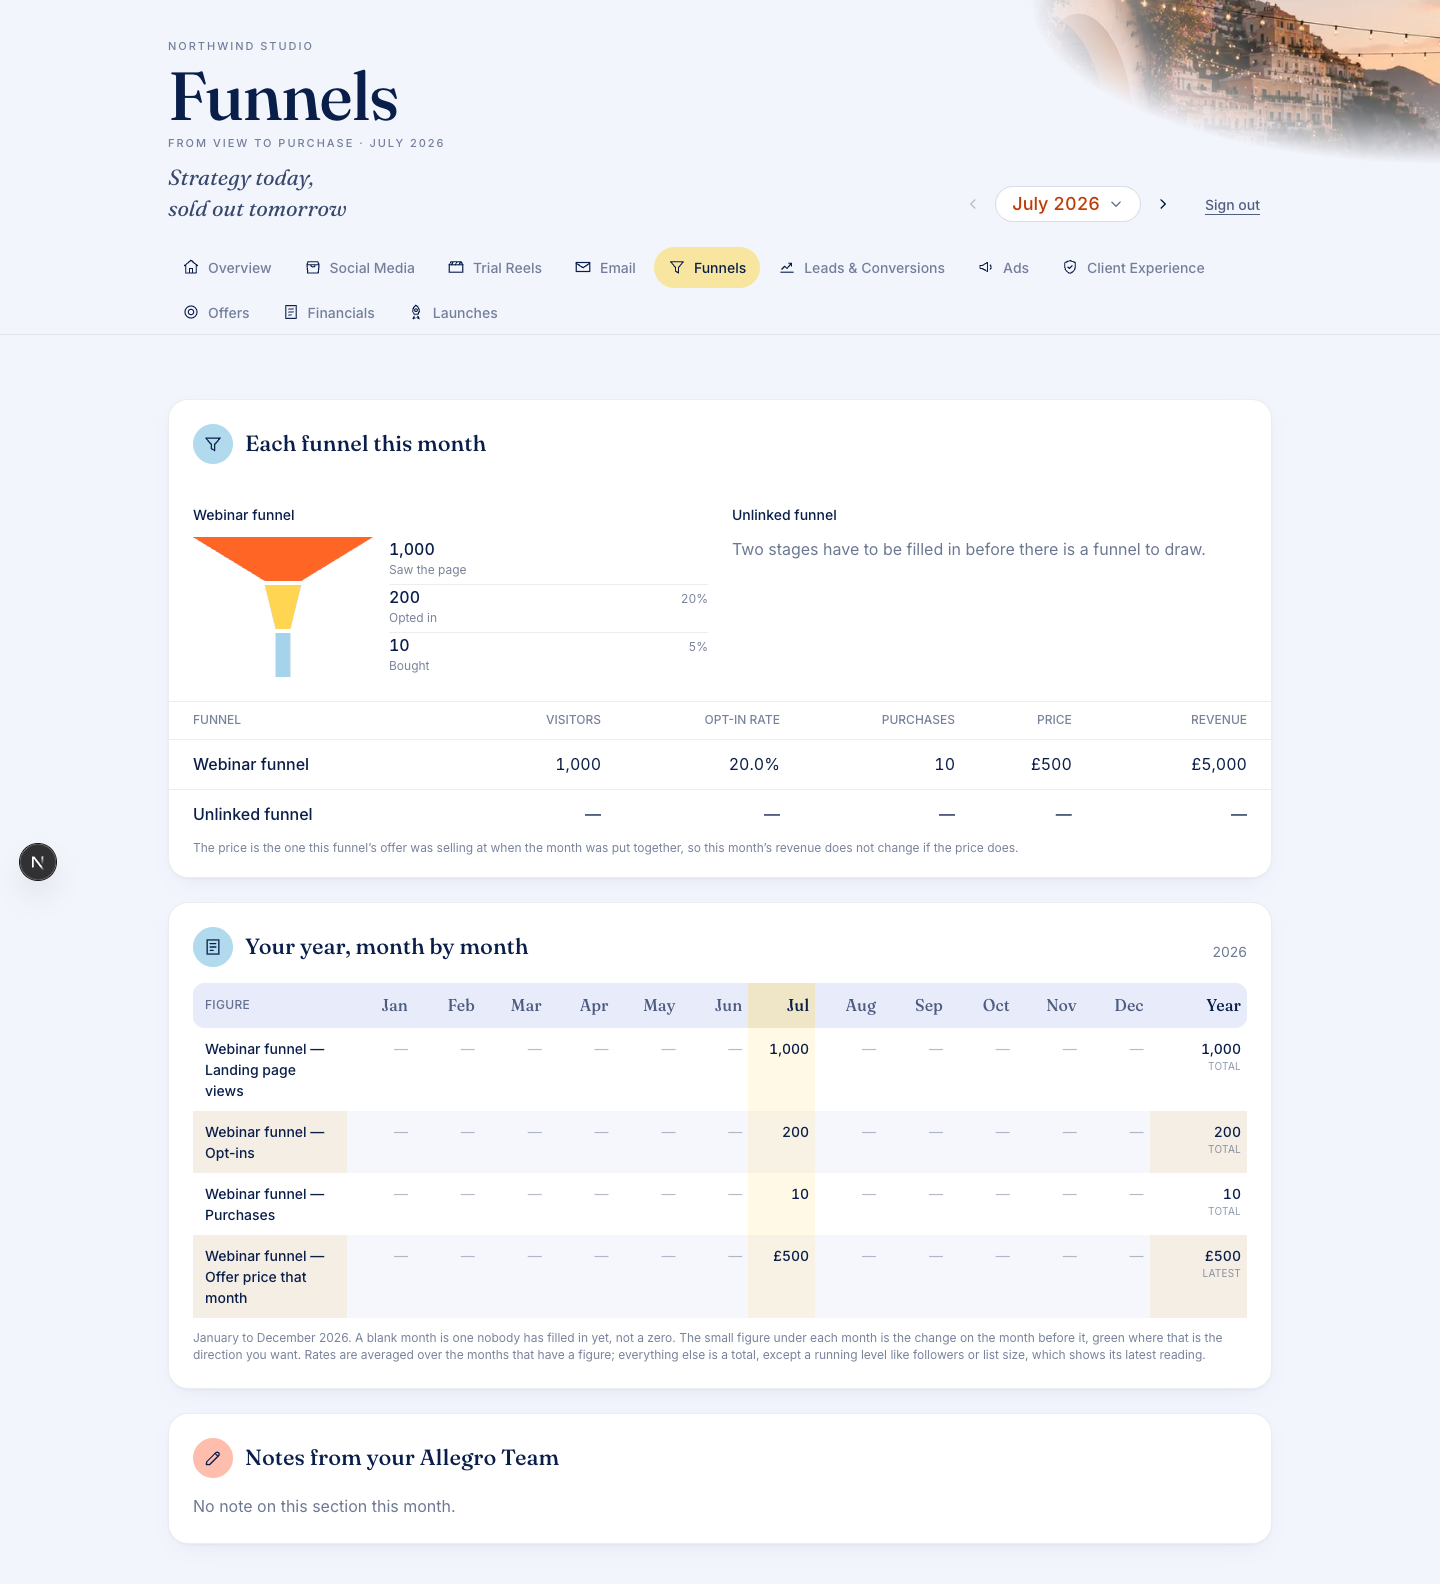 NORTHWIND STUDIO
Funnels
FROM VIEW TO PURCHASE · JULY 2026
Strategy today,
sold out tomorrow
July 2026
Sign out
Overview Social Media Trial Reels Email Funnels Leads & Conversions Ads Client Experience
Offers Financials Launches
Each funnel this month
Webinar funnel
1,000
Saw the page
200 20%
Opted in
10 5%
Bought
Unlinked funnel
Two stages have to be filled in before there is a funnel to draw.
FUNNEL VISITORS OPT-IN RATE PURCHASES PRICE REVENUE
Webinar funnel 1,000 20.0% 10 £500 £5,000
Unlinked funnel — — — — —
The price is the one this funnel’s offer was selling at when the month was put together, so this month’s revenue does not change if the price does.
N
Your year, month by month
2026
FIGURE Jan Feb Mar Apr May Jun Jul Aug Sep Oct Nov Dec Year
Webinar funnel — — — — — — — 1,000 — — — — — 1,000
Landing page TOTAL
views
Webinar funnel — — — — — — — 200 — — — — — 200
Opt-ins TOTAL
Webinar funnel — — — — — — — 10 — — — — — 10
Purchases TOTAL
Webinar funnel — — — — — — — £500 — — — — — £500
Offer price that LATEST
month
January to December 2026. A blank month is one nobody has filled in yet, not a zero. The small figure under each month is the change on the month before it, green where that is the
direction you want. Rates are averaged over the months that have a figure; everything else is a total, except a running level like followers or list size, which shows its latest reading.
Notes from your Allegro Team
No note on this section this month.